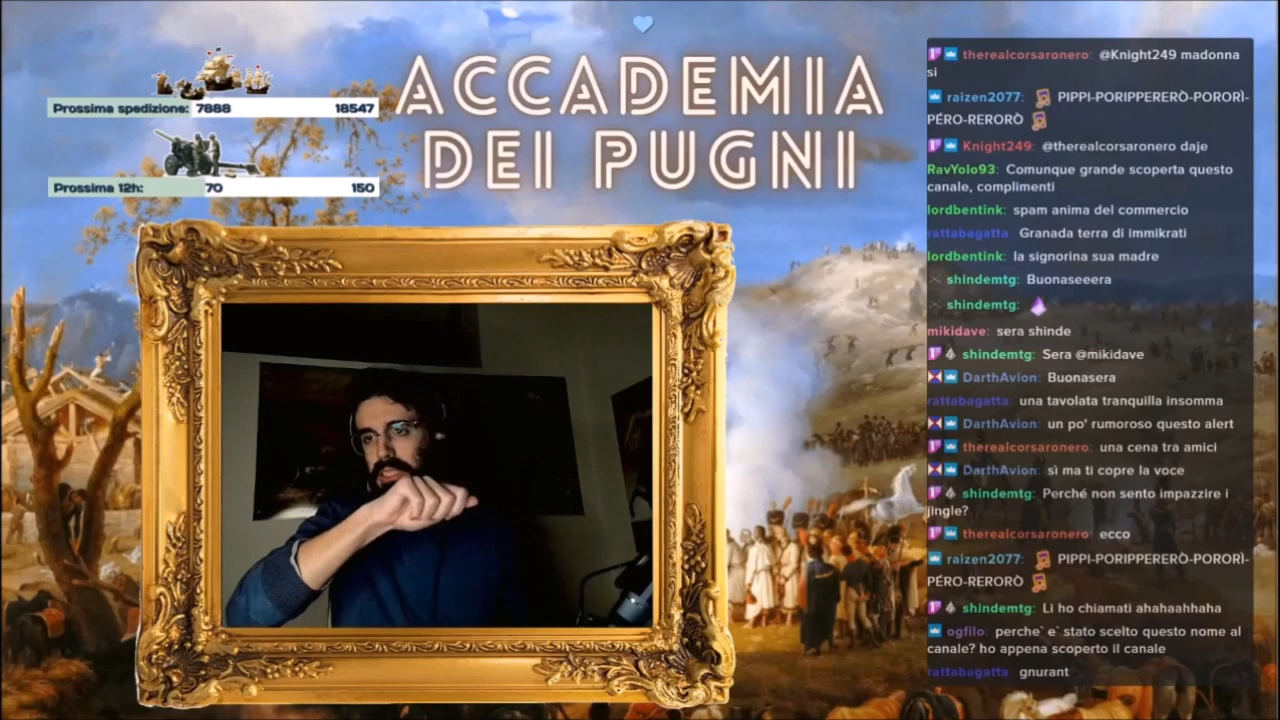 ACCADEMIA
DEI PUGNI
Prossima spedizione: 7888 18547
Prossima 12h: 70 150
therealcorsaronero: @Knight249 madonna
si
raizen2077: PIPPI-PORIPPERERÒ-PORORÌ-
PÉRO-RERORÒ
Knight249: @therealcorsaronero daje
RavYolo93: Comunque grande scoperta questo
canale, complimenti
lordbentink: spam anima del commercio
rattabagatta Granada terra di immikrati
lordbentink: la signorina sua madre
shindemtg: Buonaseeera
shindemtg:
mikidave: sera shinde
shindemtg: Sera @mikidave
DarthAvion: Buonasera
rattabagatta: una tavolata tranquilla insomma
DarthAvion: un po' rumoroso questo alert
therealcorsaronero: una cena tra amici
DarthAvion: sì ma ti copre la voce
shindemtg: Perché non sento impazzire i
jingle?
therealcorsaronero: ecco
raizen2077: PIPPI-PORIPPERERÒ-PORORÌ-
PÉRO-RERORÒ
shindemtg: Li ho chiamati ahahaahhaha
ogfilo: perche` e` stato scelto questo nome al
canale? ho appena scoperto il canale
rattabagatta gnurant